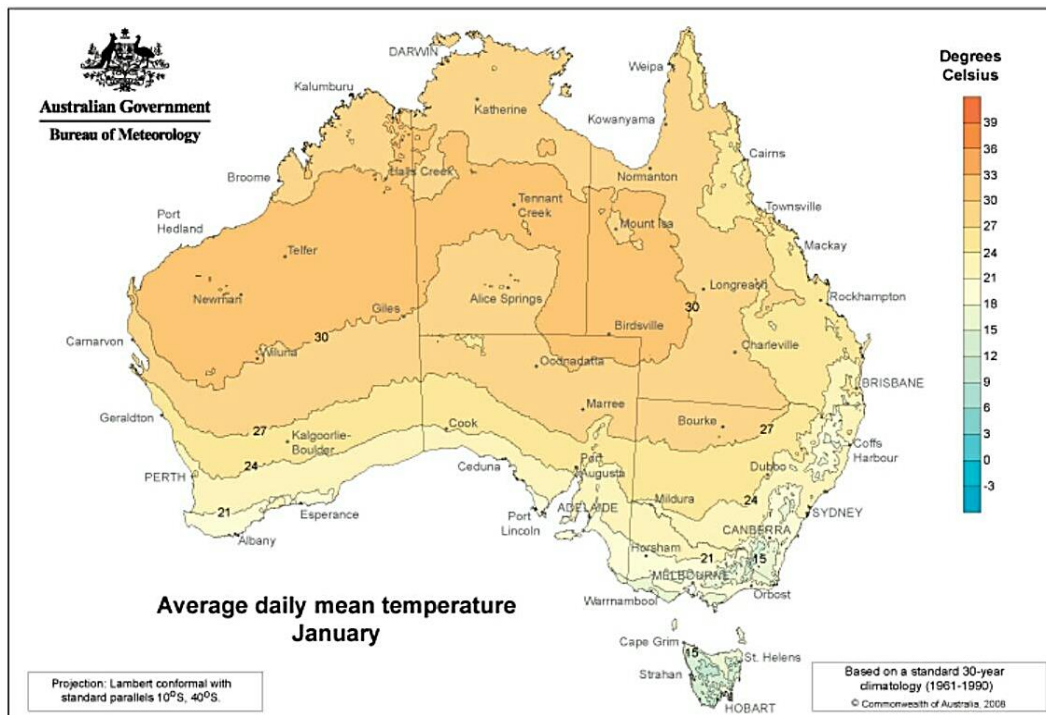 Australian Government
Bureau of Meteorology
DARWIN
Weipa
Kalumburu
Katherine
Kowanyama
Cairns
Halls Creek
Broome
Normanton
Tennant
Creek
Townsville
Port
Hedland
Mount Isa
Mackay
Telfer
Newman
Alice Springs
Longreach
Rockhampton
Giles
30
30
Birdsville
Carnarvon
Wiluna
Oodnadatta
Charleville
BRISBANE
Marree
Geraldton
Bourke
27
27
Kalgoorlie-
Boulder
Cook
Coffs
Harbour
24
PERTH
Ceduna
Port
Augusta
Dubbo
Mildura
24
21
Esperance
Port
Lincoln
ADELAIDE
SYDNEY
Albany
CANBERRA
Horsham
21
15
MELBOURNE
Warrnambool
Orbost
Cape Grim
15
St. Helens
Strahan
HOBART
Degrees
Celsius
39
36
33
30
27
24
21
18
15
12
9
6
3
0
-3
Average daily mean temperature
January
Projection: Lambert conformal with
standard parallels 10°S, 40°S.
Based on a standard 30-year
climatology (1961-1990)
© Commonwealth of Australia, 2008